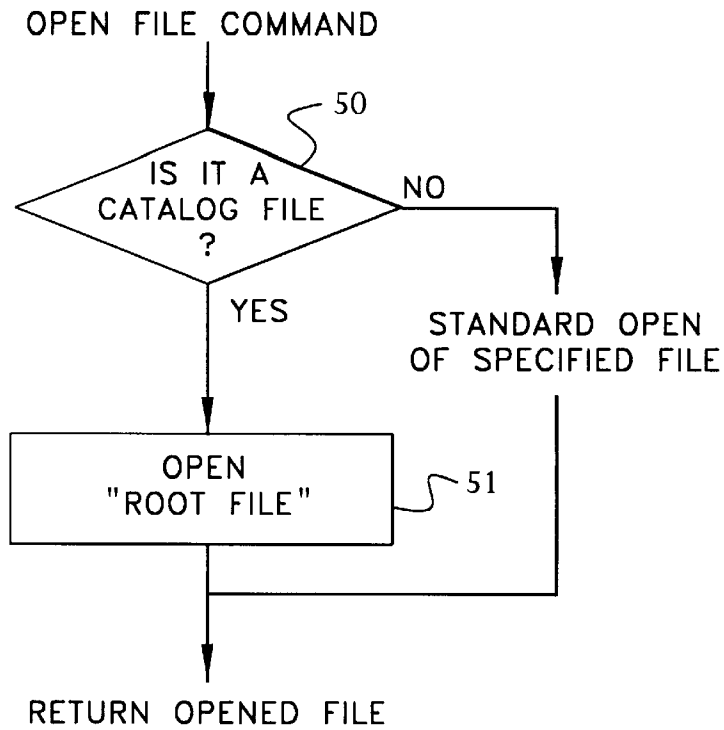 OPEN FILE COMMAND
50
IS IT A
CATALOG FILE
?
NO
YES
STANDARD OPEN
OF SPECIFIED FILE
OPEN
"ROOT FILE"
51
RETURN OPENED FILE